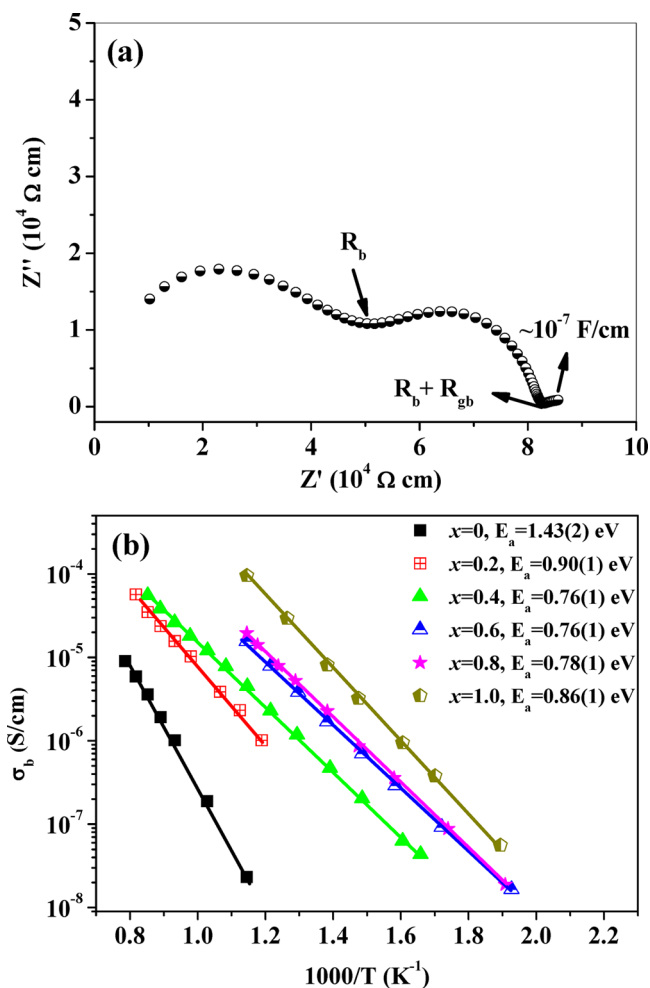 (a)
5
4
3
2
1
0
Z'' (10⁴ Ω cm)
R_b
~10⁻⁷ F/cm
R_b+ R_gb
0 2 4 6 8 10
Z' (10⁴ Ω cm)
(b)
x=0, E_a=1.43(2) eV
x=0.2, E_a=0.90(1) eV
x=0.4, E_a=0.76(1) eV
x=0.6, E_a=0.76(1) eV
x=0.8, E_a=0.78(1) eV
x=1.0, E_a=0.86(1) eV
10⁻⁴
10⁻⁵
10⁻⁶
10⁻⁷
10⁻⁸
σ_b (S/cm)
0.8 1.0 1.2 1.4 1.6 1.8 2.0 2.2
1000/T (K⁻¹)